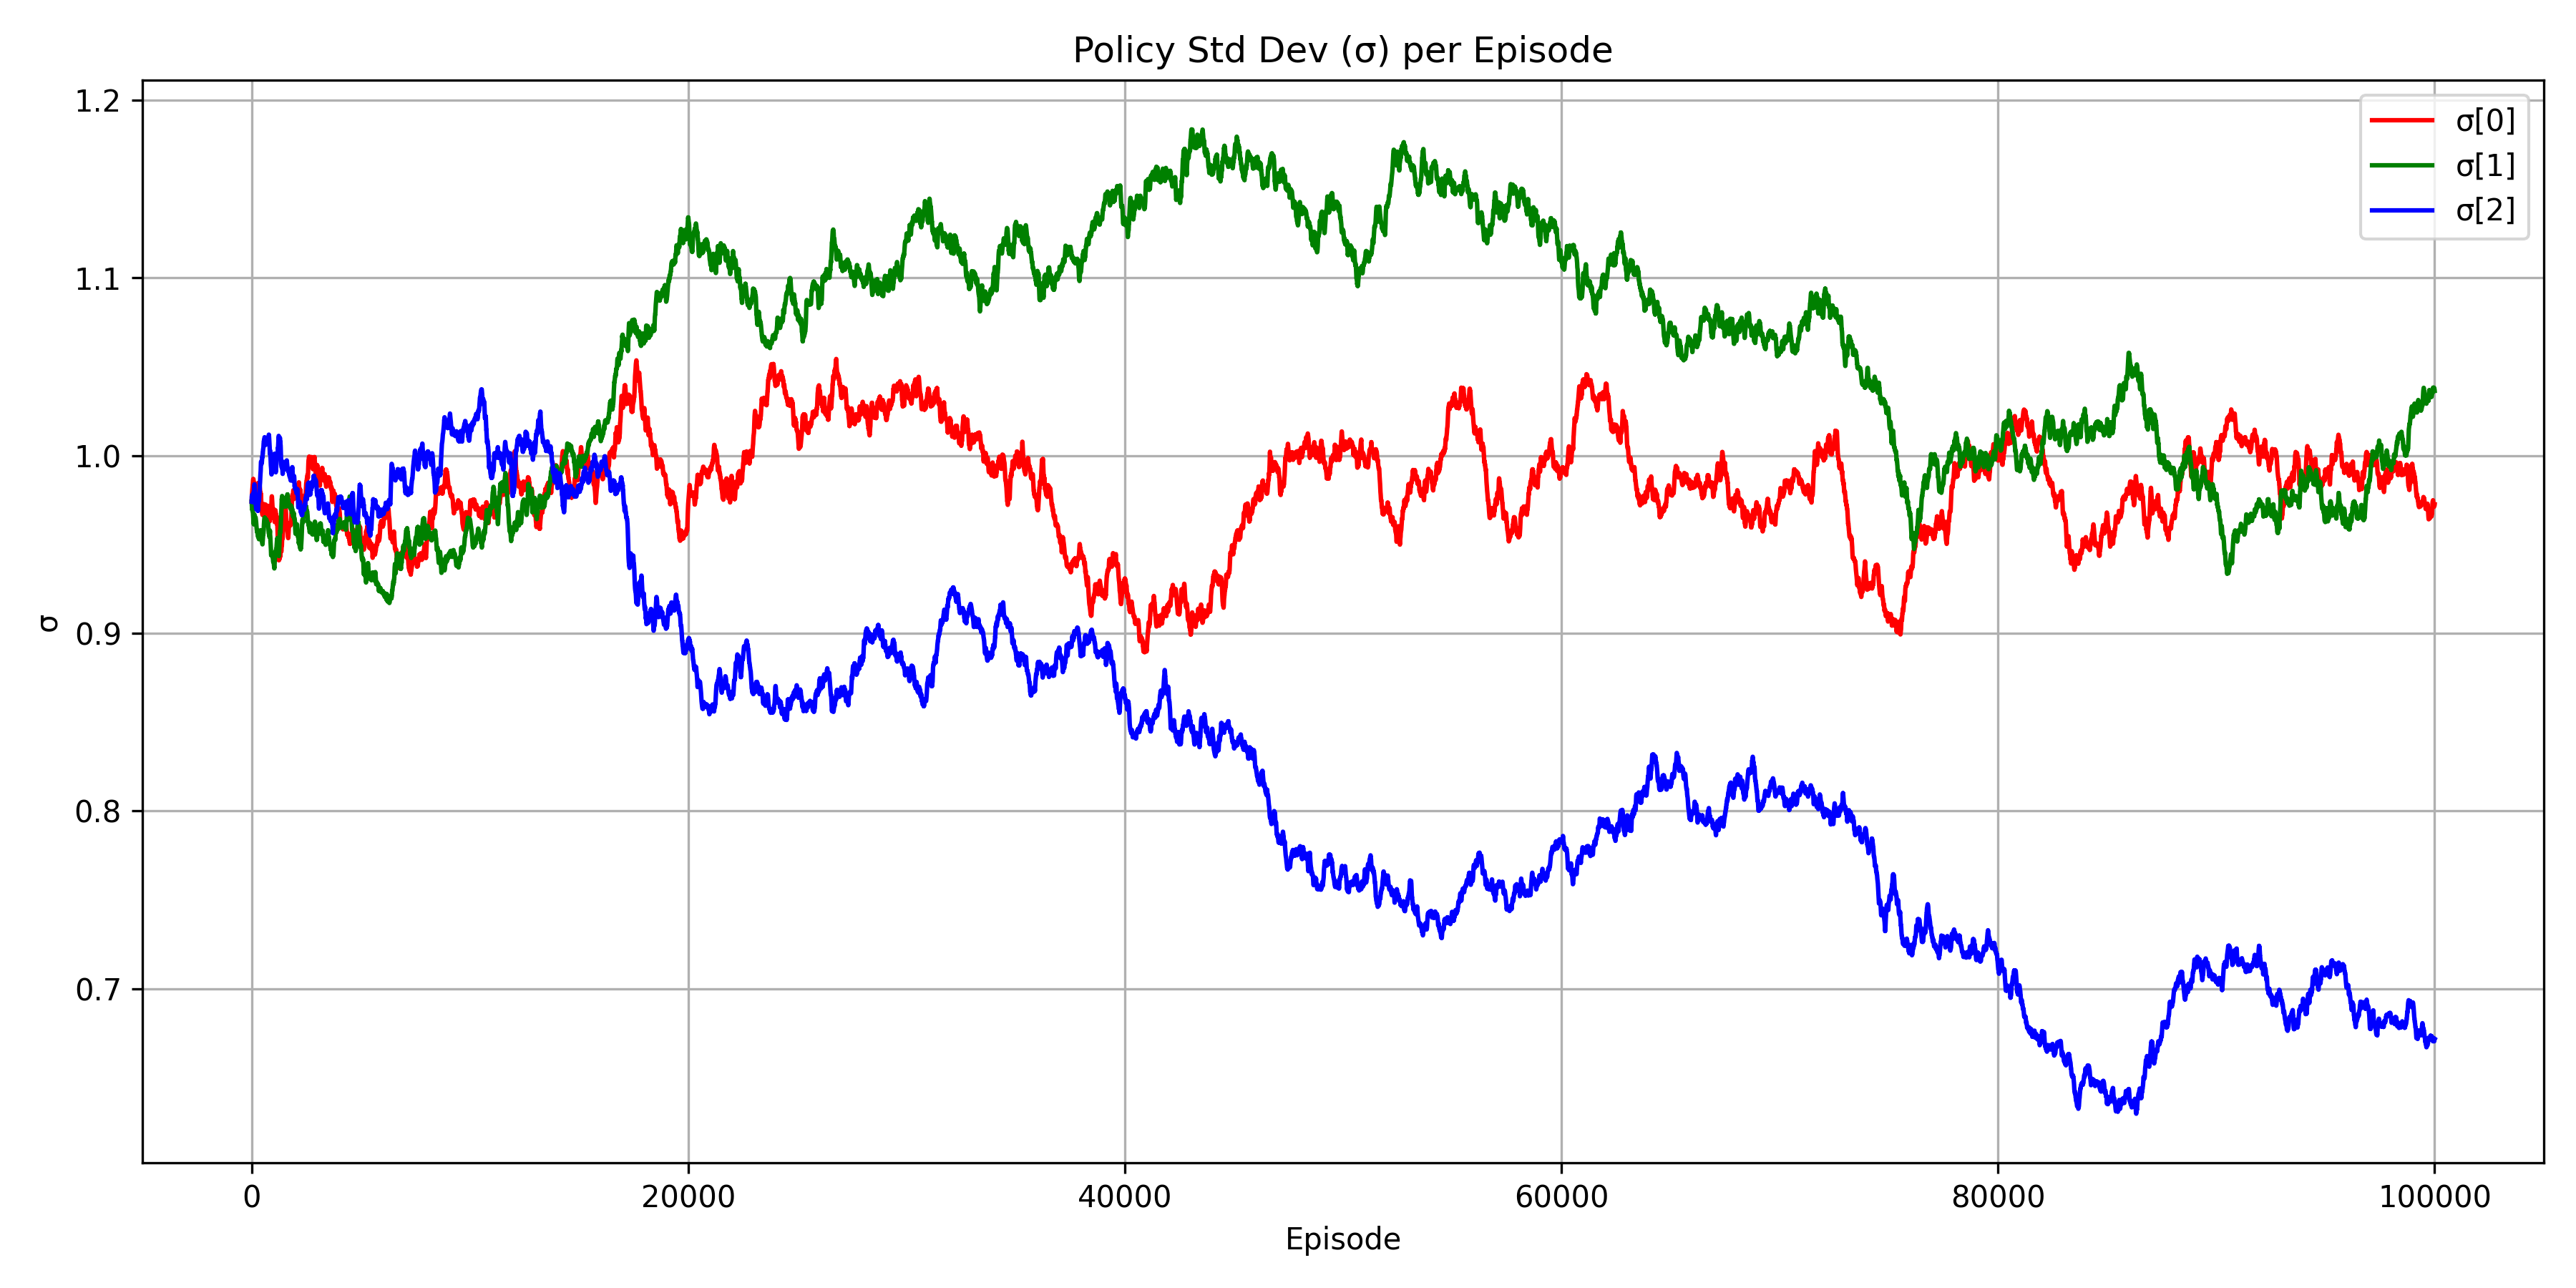 Policy Std Dev (σ) per Episode
σ[0]
σ[1]
σ[2]
1.2
1.1
1.0
0.9
0.8
0.7
σ
0 20000 40000 60000 80000 100000
Episode